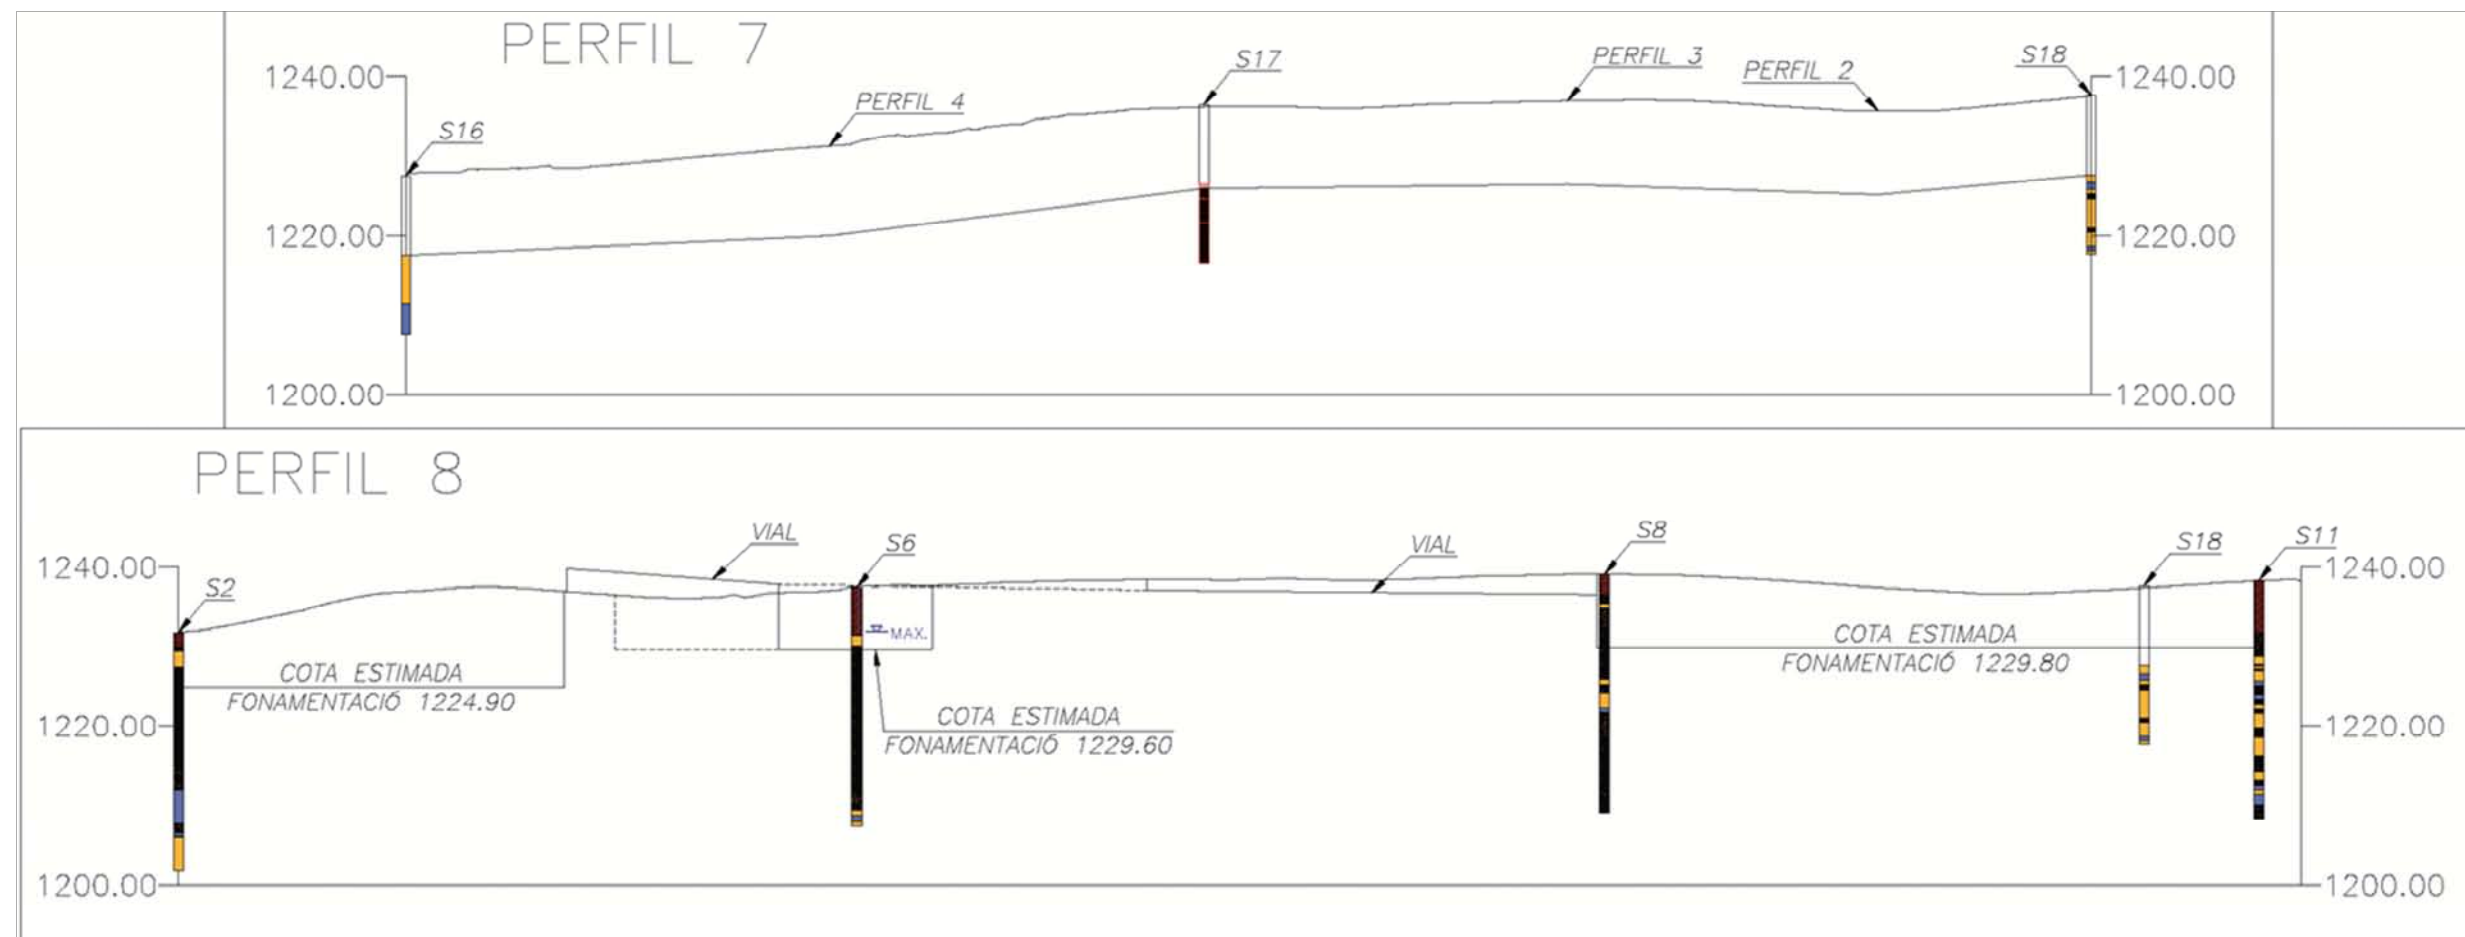 PERFIL 7
S17
PERFIL 3
S18
1240.00
PERFIL 2
1240.00
PERFIL 4
S16
1220.00
1220.00
1200.00
1200.00
PERFIL 8
VIAL
S6
VIAL
S8
S18
S11
1240.00
S2
1240.00
MAX.
COTA ESTIMADA
FONAMENTACIÓ 1229.80
COTA ESTIMADA
FONAMENTACIÓ 1224.90
COTA ESTIMADA
FONAMENTACIÓ 1229.60
1220.00
1220.00
1200.00
1200.00